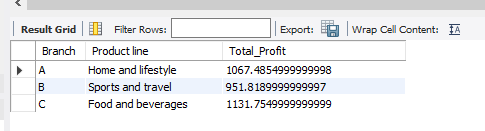 Result Grid Filter Rows: Export: Wrap Cell Content: IA
Branch Product line Total_Profit
A Home and lifestyle 1067.4854999999998
B Sports and travel 951.8189999999997
C Food and beverages 1131.7549999999999